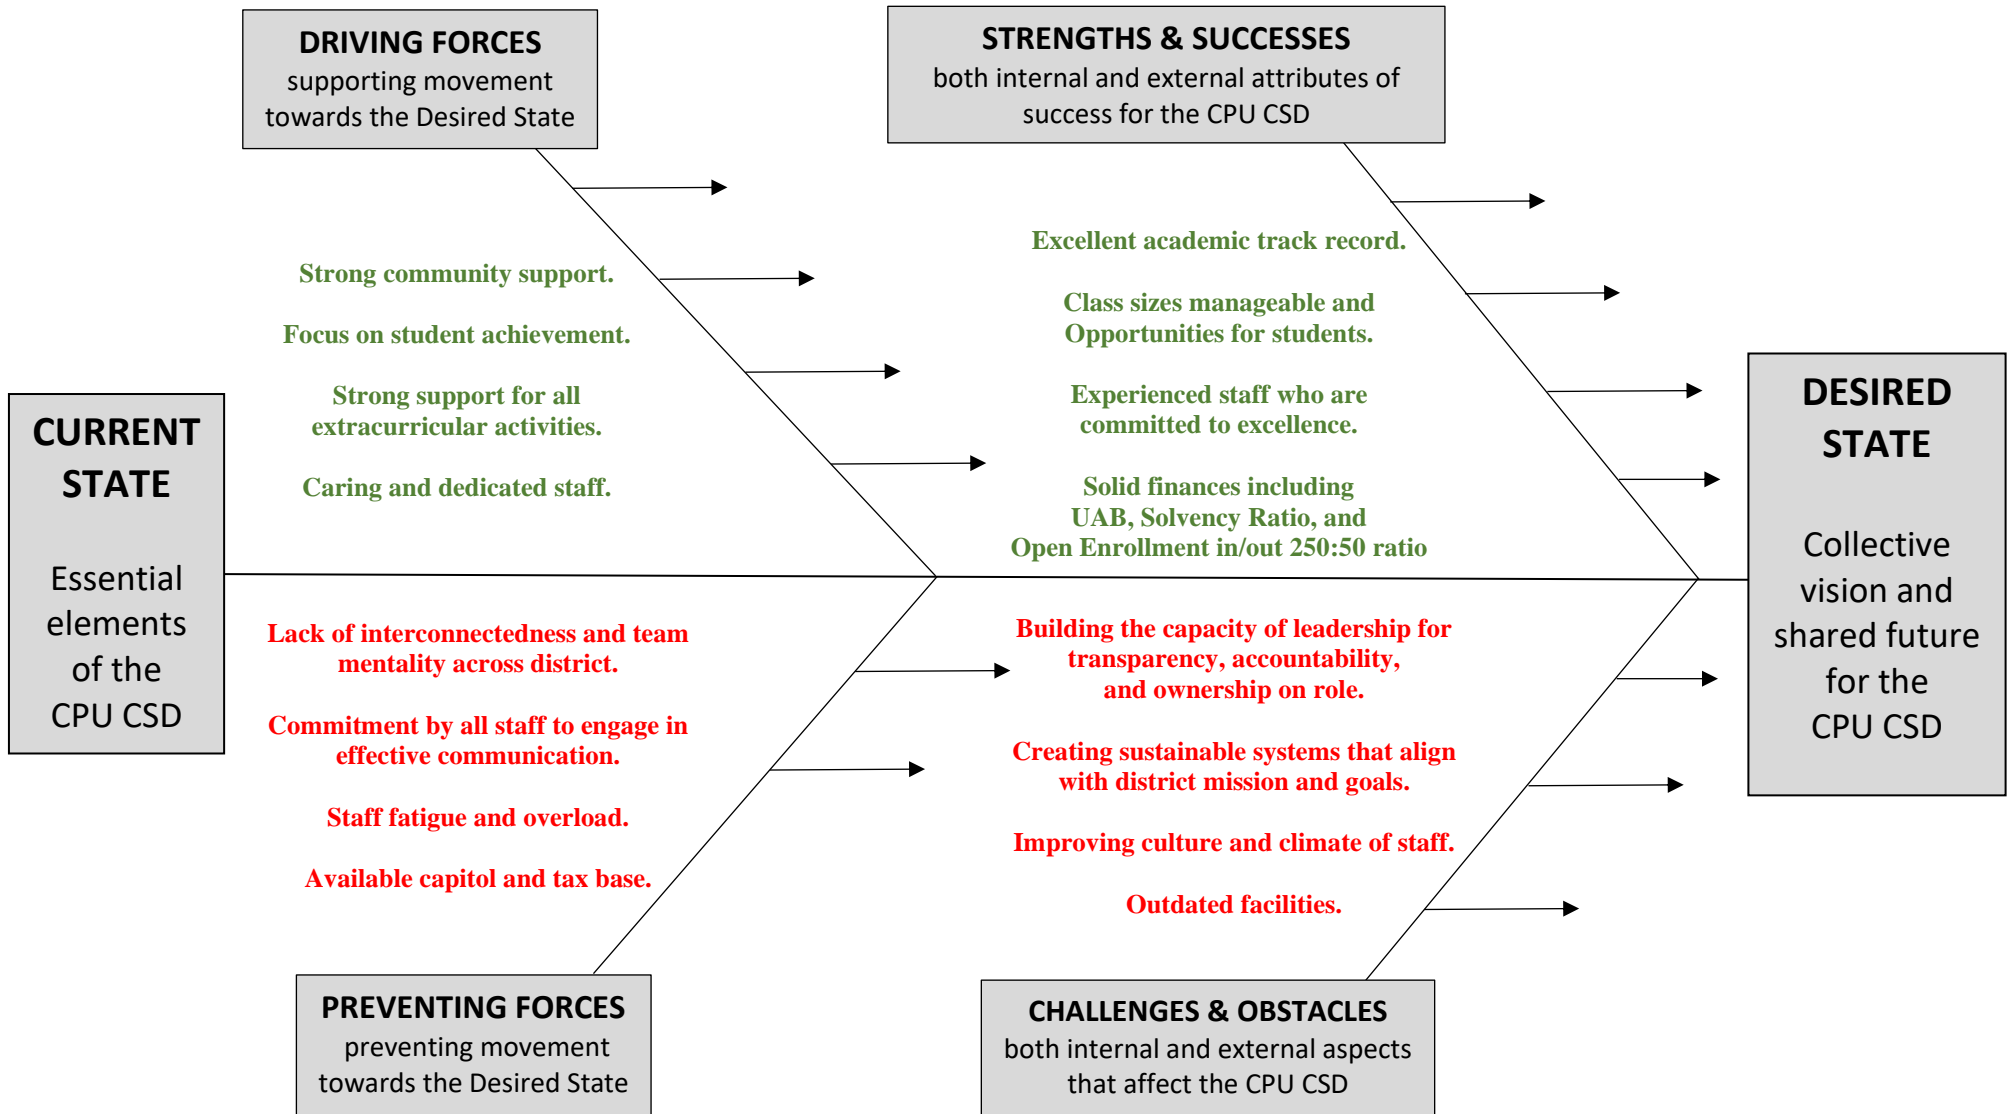 DRIVING FORCES
supporting movement
towards the Desired State
STRENGTHS & SUCCESSES
both internal and external attributes of
success for the CPU CSD
Strong community support.
Focus on student achievement.
Strong support for all
extracurricular activities.
Caring and dedicated staff.
Excellent academic track record.
Class sizes manageable and
Opportunities for students.
Experienced staff who are
committed to excellence.
Solid finances including
UAB, Solvency Ratio, and
Open Enrollment in/out 250:50 ratio
CURRENT
STATE
Essential
elements
of the
CPU CSD
DESIRED
STATE
Collective
vision and
shared future
for the
CPU CSD
Lack of interconnectedness and team
mentality across district.
Commitment by all staff to engage in
effective communication.
Staff fatigue and overload.
Available capitol and tax base.
Building the capacity of leadership for
transparency, accountability,
and ownership on role.
Creating sustainable systems that align
with district mission and goals.
Improving culture and climate of staff.
Outdated facilities.
PREVENTING FORCES
preventing movement
towards the Desired State
CHALLENGES & OBSTACLES
both internal and external aspects
that affect the CPU CSD